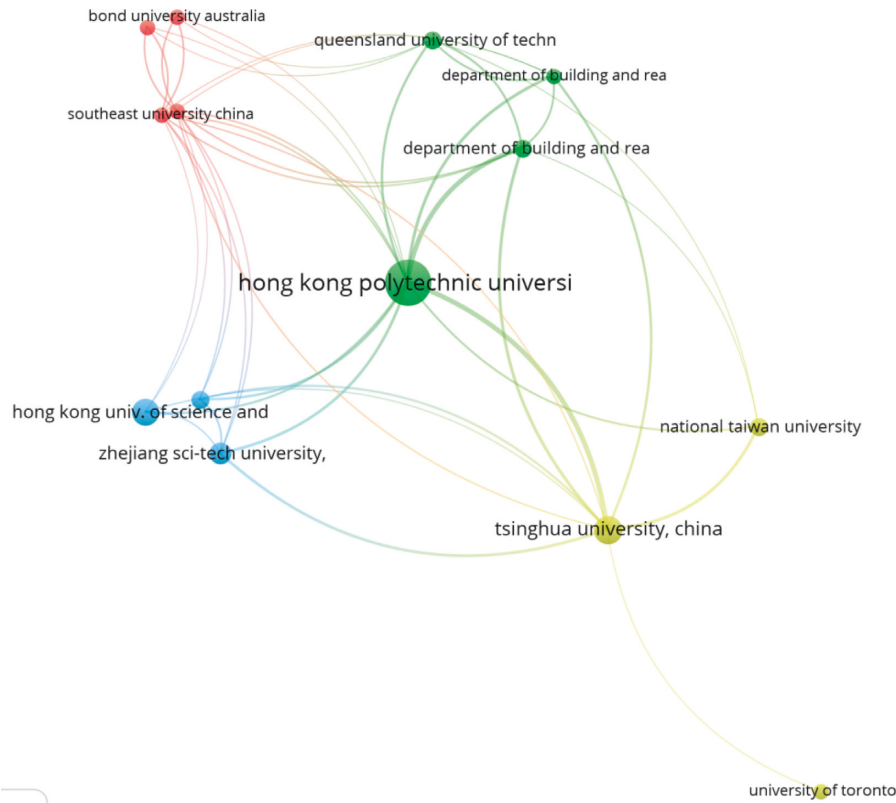 bond university australia
queensland university of techn
department of building and rea
southeast university china
department of building and rea
hong kong polytechnic universi
hong kong univ. of science and
national taiwan university
zhejiang sci-tech university,
tsinghua university, china
university of toronto